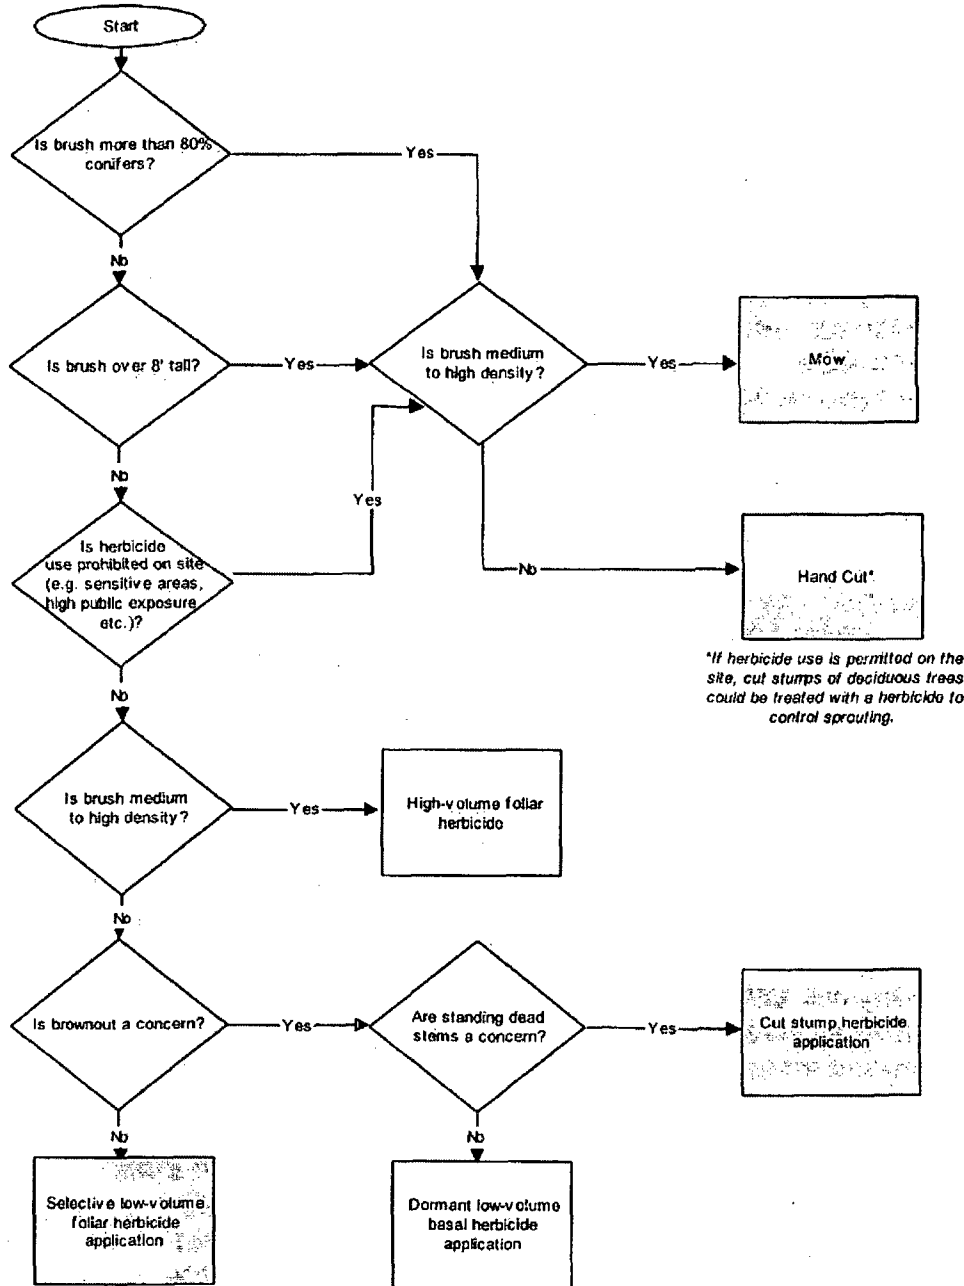 Start
Is brush more than 80%
conifers?
Yes
No
Is brush over 8' tall?
Yes
Is brush medium
to high density?
Yes
Mow
No
Yes
Is herbicide
use prohibited on site
(e.g. sensitive areas,
high public exposure
etc.)?
No
Hand Cut*
*If herbicide use is permitted on the
site, cut stumps of deciduous trees
could be treated with a herbicide to
control sprouting.
No
Is brush medium
to high density?
Yes
High-volume foliar
herbicide
No
Is brownout a concern?
Yes
Are standing dead
stems a concern?
Yes
Cut stump herbicide
application
No
No
Selective low-volume
foliar herbicide
application
Dormant low-volume
basal herbicide
application